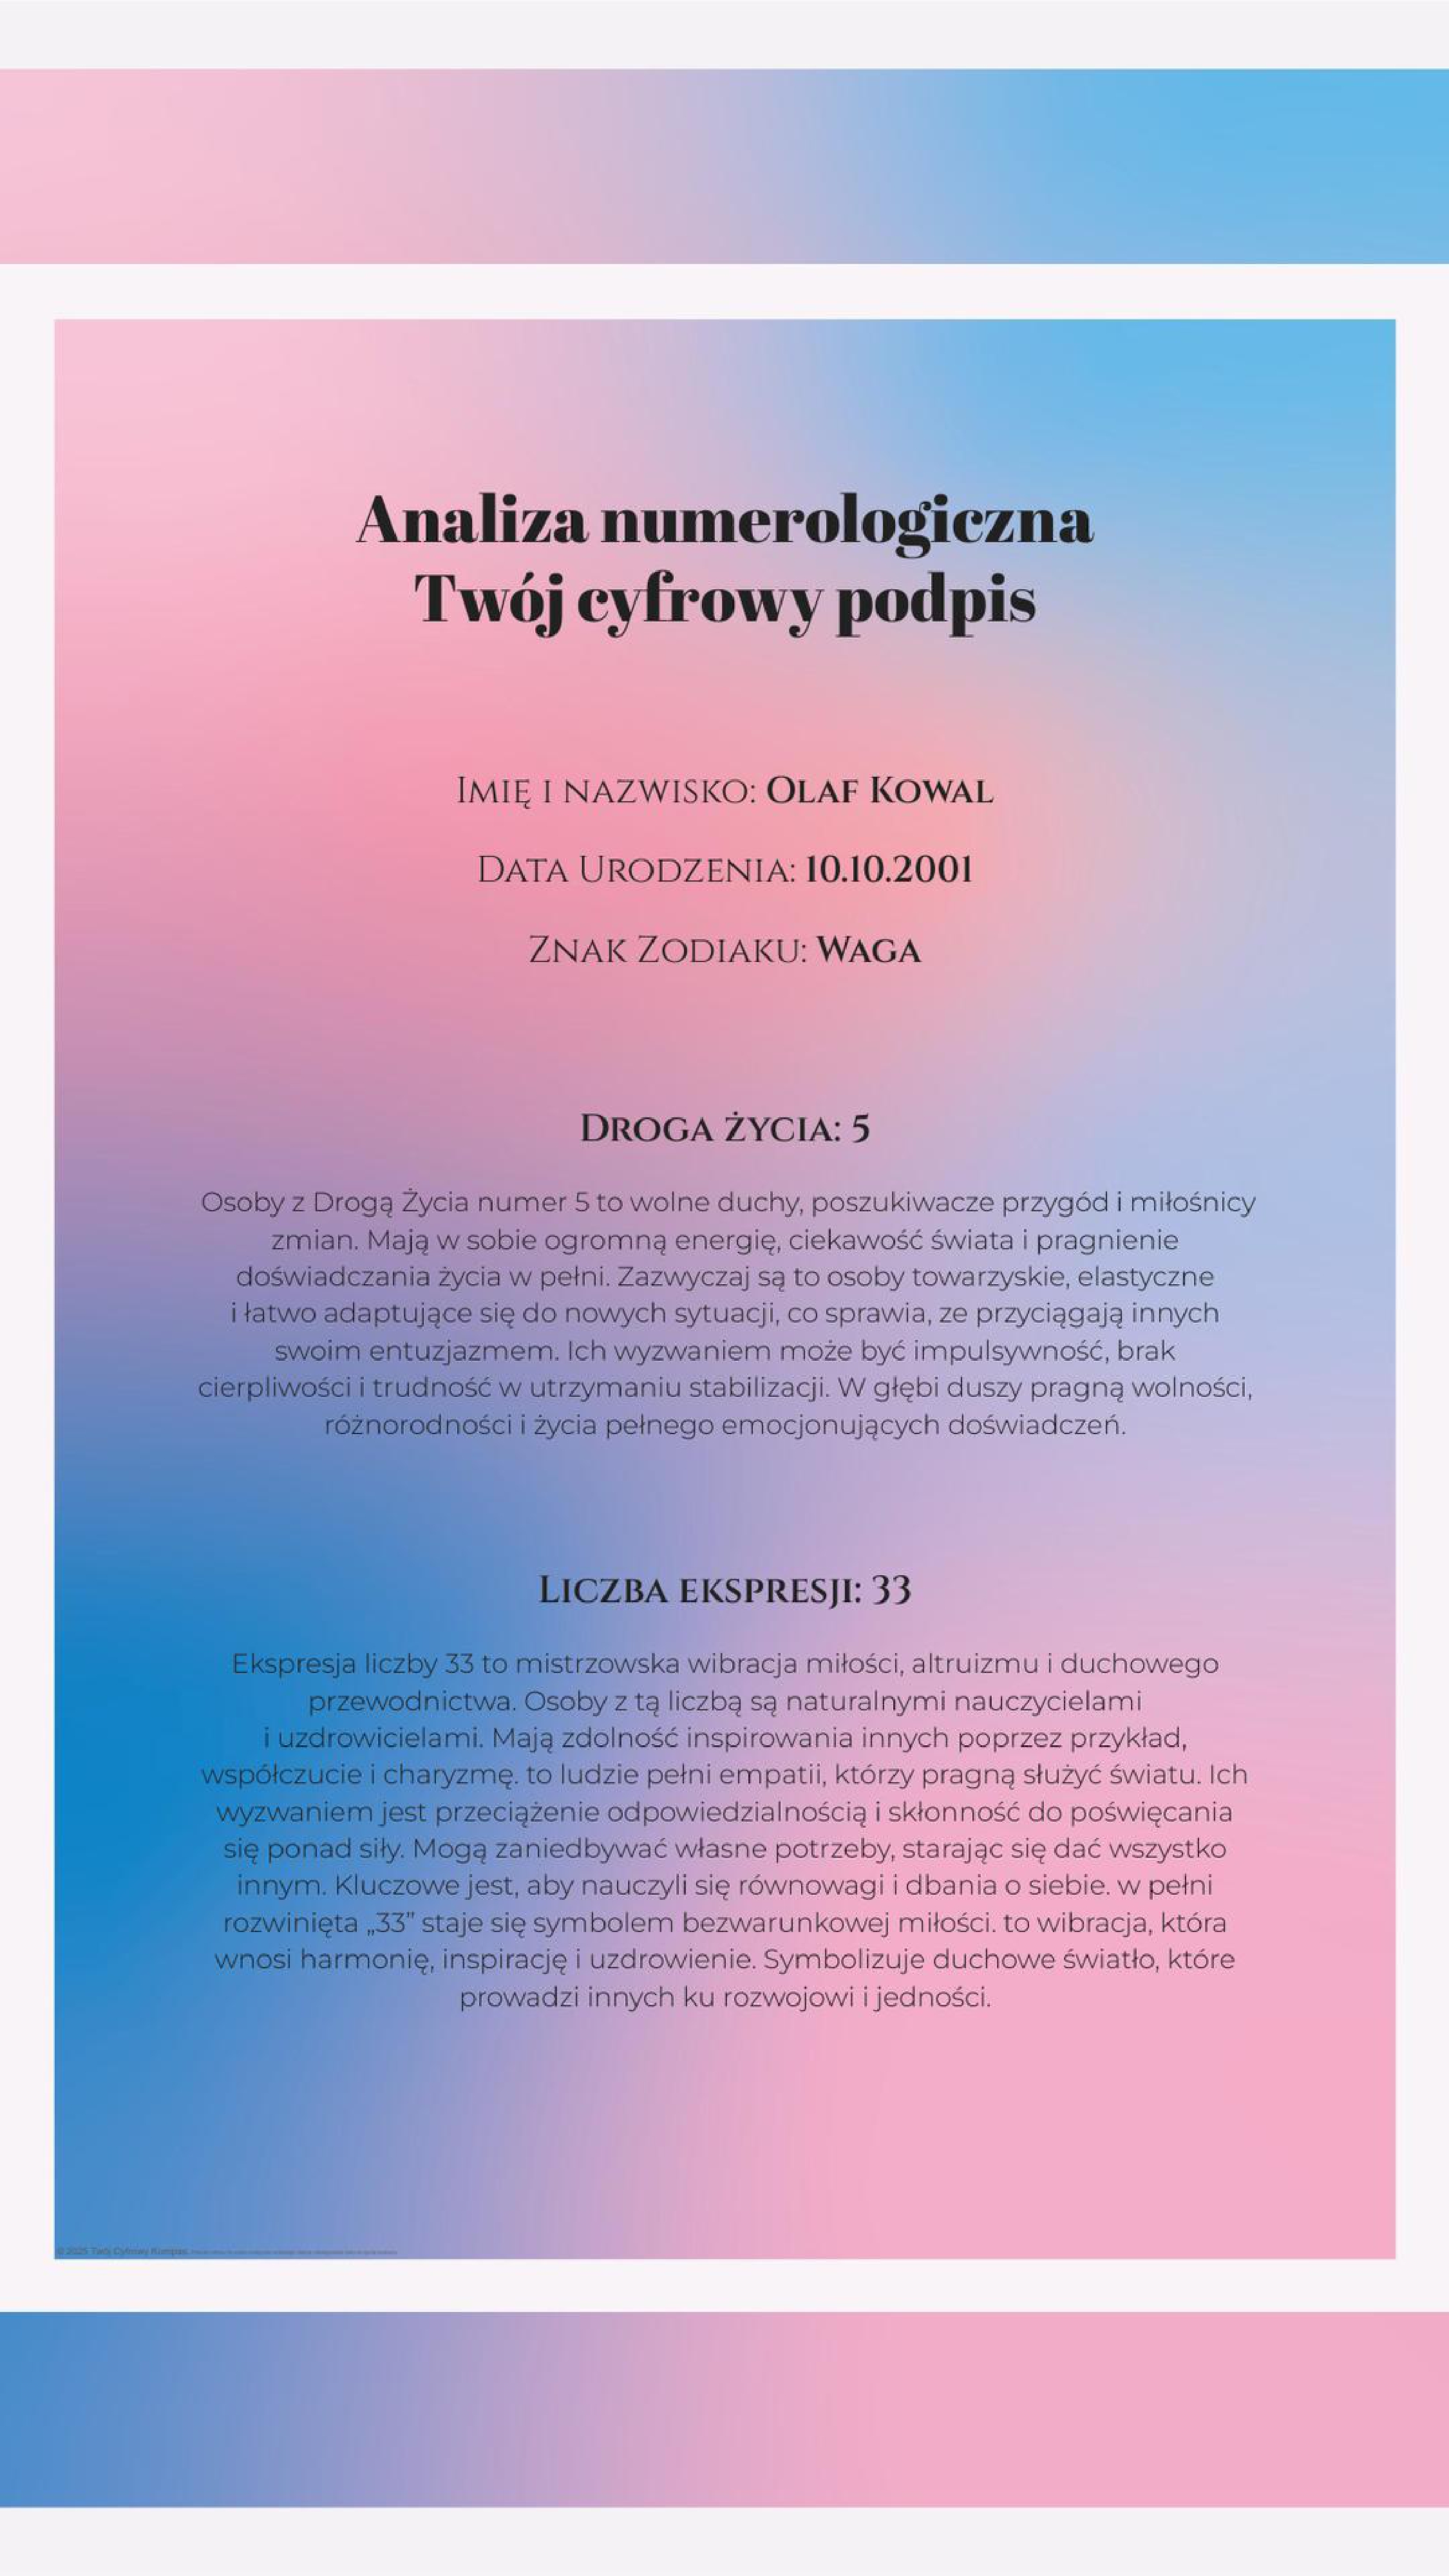 Analiza numerologiczna
Twój cyfrowy podpis
Imię i nazwisko: Olaf Kowal
Data Urodzenia: 10.10.2001
Znak Zodiaku: Waga
Droga życia: 5
Osoby z Drogą Życia numer 5 to wolne duchy, poszukiwacze przygód i miłośnicy
zmian. Mają w sobie ogromną energię, ciekawość świata i pragnienie
doświadczania życia w pełni. Zazwyczaj są to osoby towarzyskie, elastyczne
i łatwo adaptujące się do nowych sytuacji, co sprawia, ze przyciągają innych
swoim entuzjazmem. Ich wyzwaniem może być impulsywność, brak
cierpliwości i trudność w utrzymaniu stabilizacji. W głębi duszy pragną wolności,
różnorodności i życia pełnego emocjonujących doświadczeń.
Liczba ekspresji: 33
Ekspresja liczby 33 to mistrzowska wibracja miłości, altruizmu i duchowego
przewodnictwa. Osoby z tą liczbą są naturalnymi nauczycielami
i uzdrowicielami. Mają zdolność inspirowania innych poprzez przykład,
współczucie i charyzmę. to ludzie pełni empatii, którzy pragną służyć światu. Ich
wyzwaniem jest przeciążenie odpowiedzialnością i skłonność do poświęcania
się ponad siły. Mogą zaniedbywać własne potrzeby, starając się dać wszystko
innym. Kluczowe jest, aby nauczyli się równowagi i dbania o siebie. w pełni
rozwinięta „33” staje się symbolem bezwarunkowej miłości. to wibracja, która
wnosi harmonię, inspirację i uzdrowienie. Symbolizuje duchowe światło, które
prowadzi innych ku rozwojowi i jedności.
© 2025 Twój Cyfrowy Kompas.